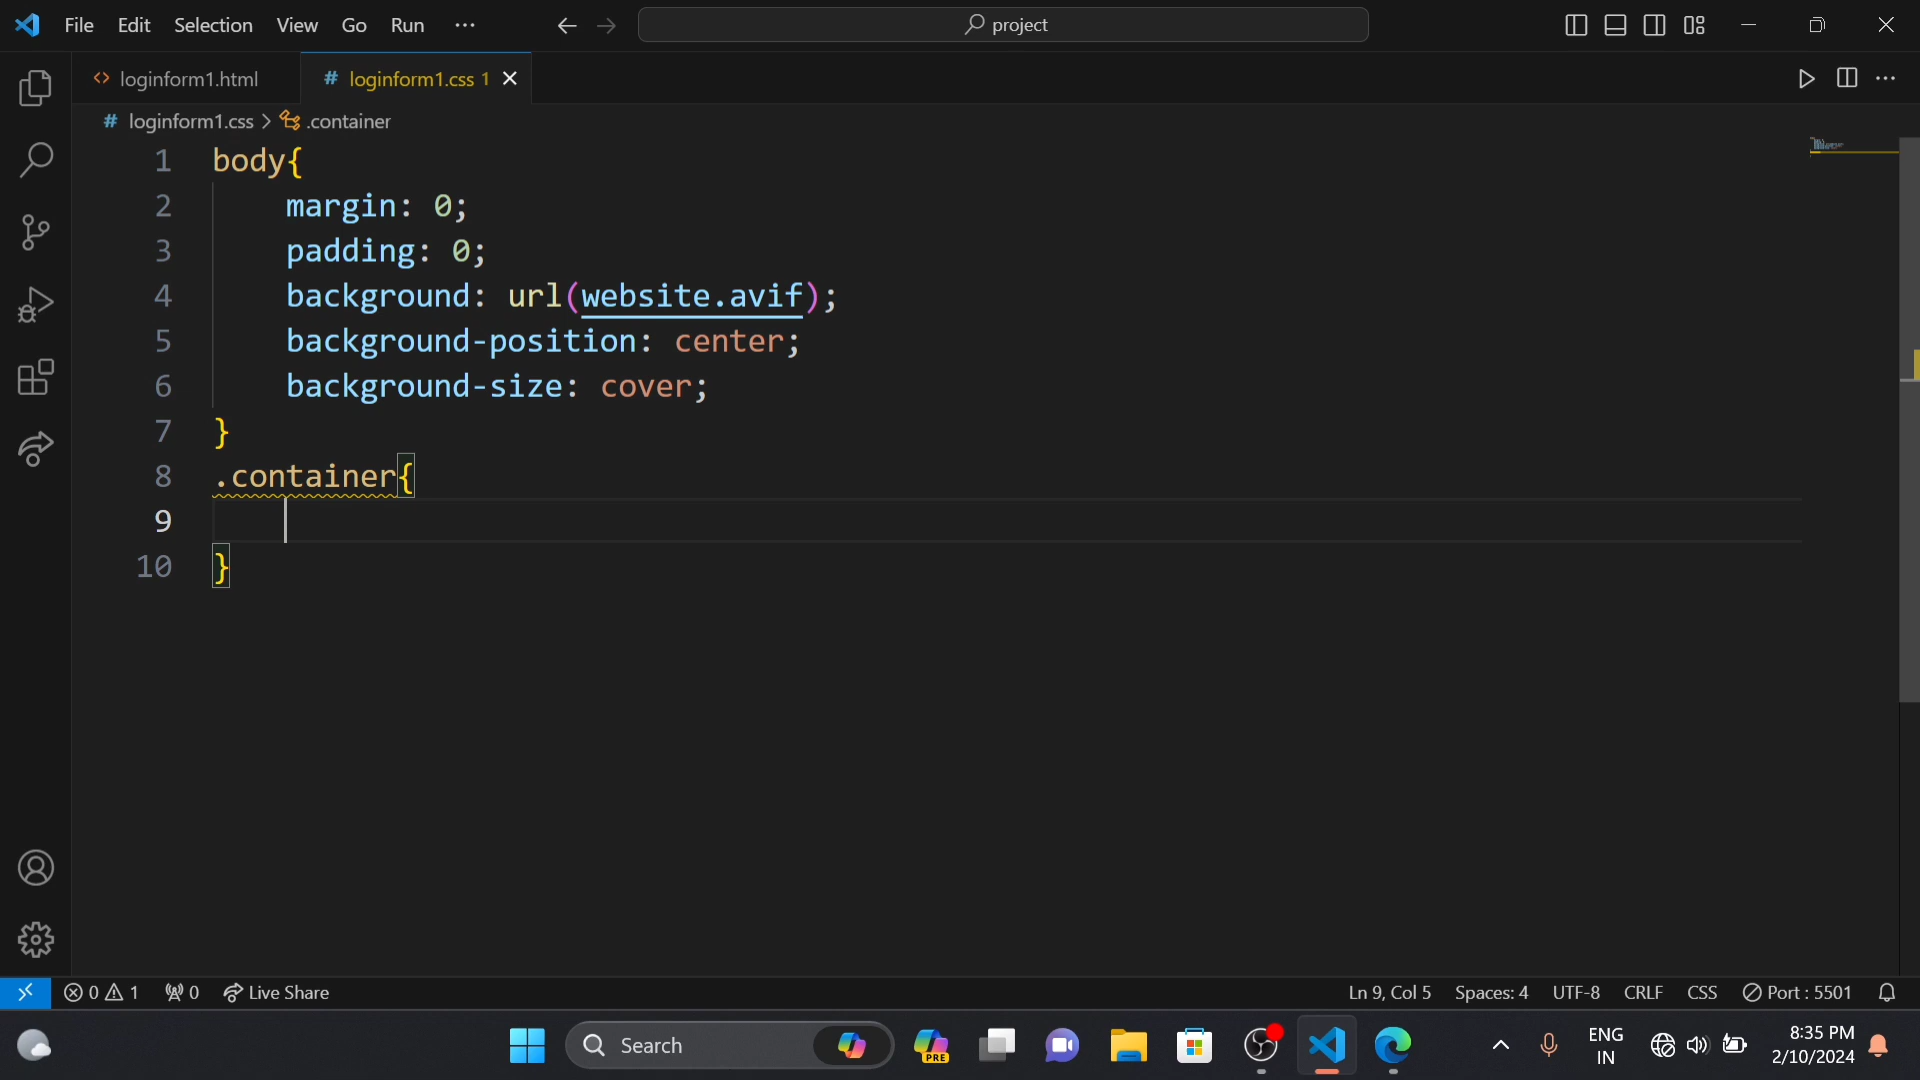 File Edit Selection View Go Run ··· project
loginform1.html # loginform1.css 1
# loginform1.css > .container
1 body{
2     margin: 0;
3     padding: 0;
4     background: url(website.avif);
5     background-position: center;
6     background-size: cover;
7 }
8 .container{
9
10 }
0 1 0 Live Share Ln 9, Col 5 Spaces: 4 UTF-8 CRLF CSS Port : 5501
Search PRE ENG 8:35 PM
IN 2/10/2024